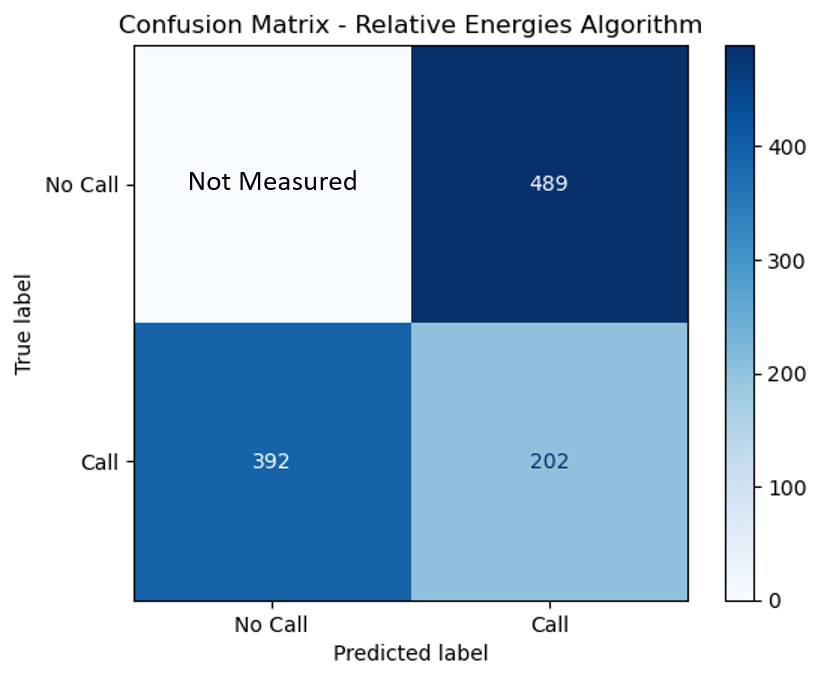 Confusion Matrix - Relative Energies Algorithm
No Call
Not Measured
489
400
300
True label
200
Call
392
202
100
0
No Call
Call
Predicted label